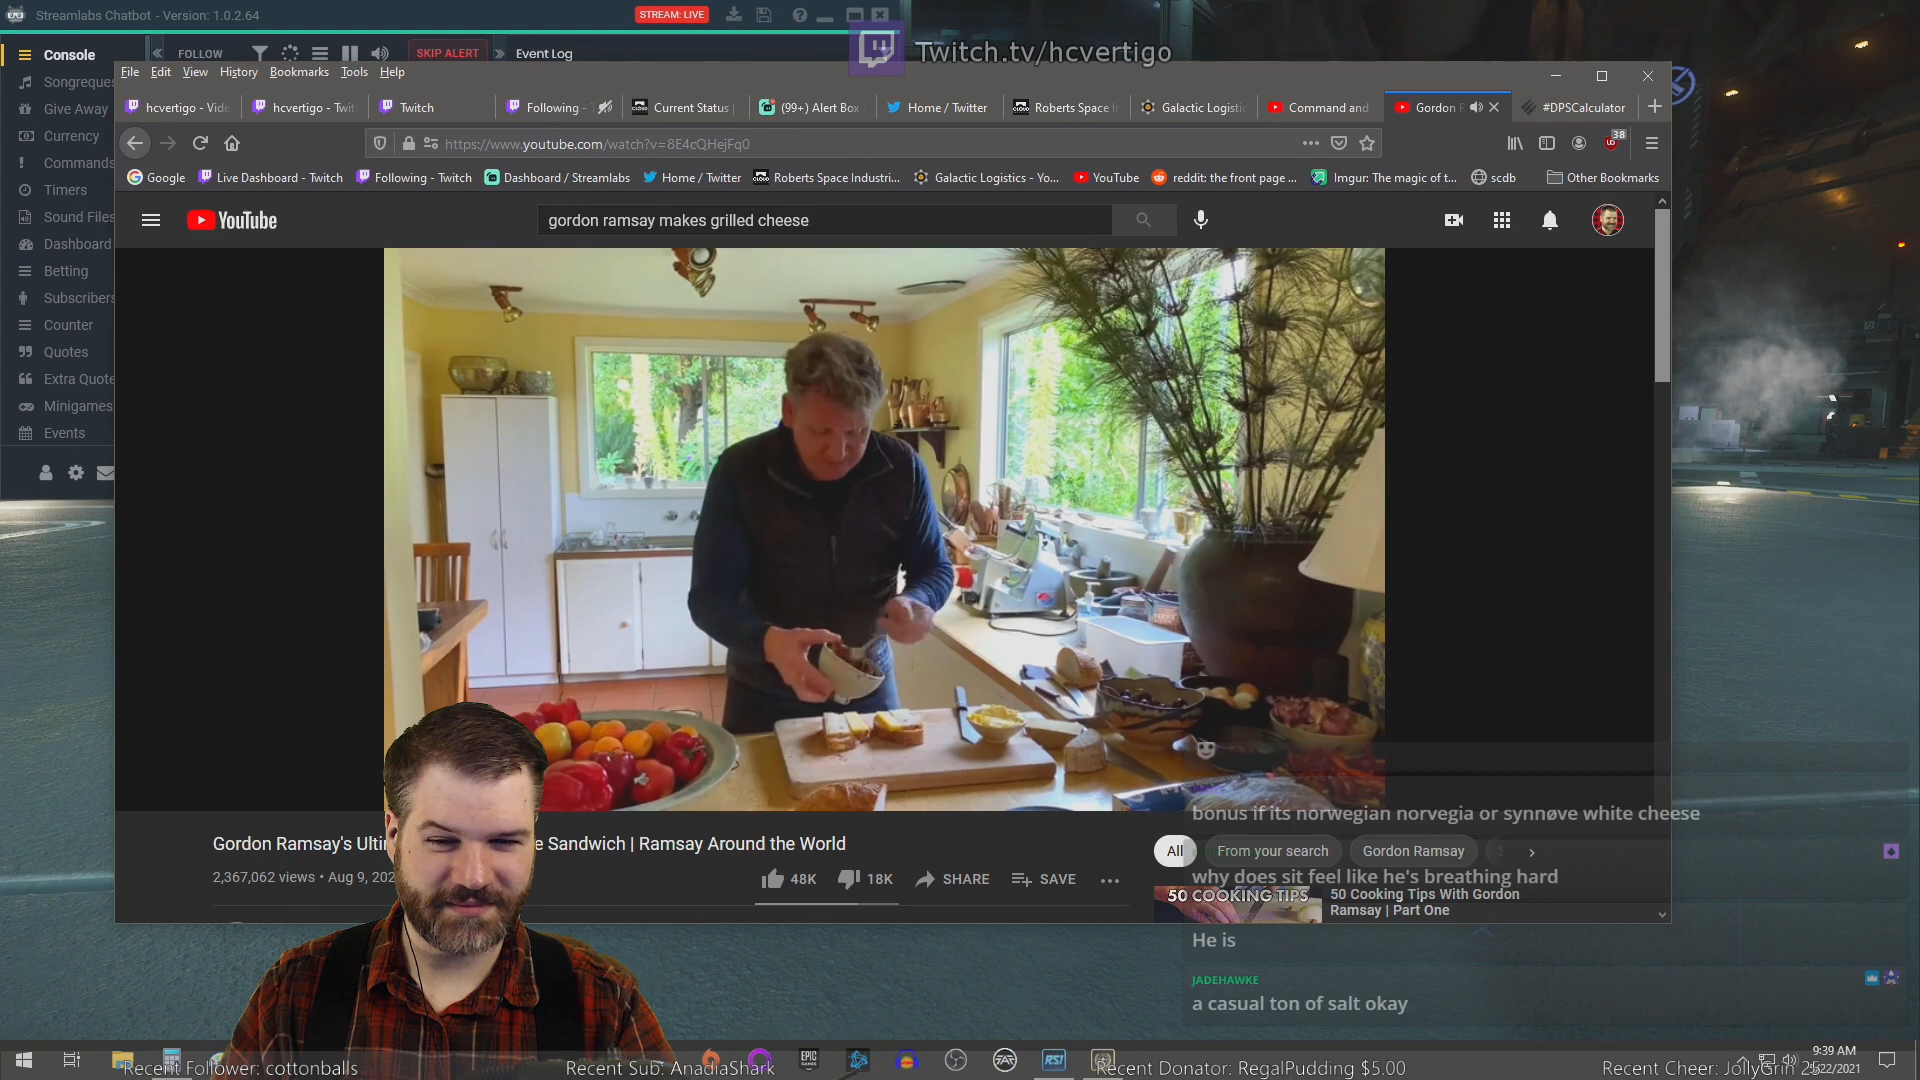 Streamlabs Chatbot - Version: 1.0.2.64
STREAM: LIVE
Console
FOLLOW
SKIP ALERT
Event Log
Twitch.tv/hcvertigo
File Edit View History Bookmarks Tools Help
Songreques
Give Away
Currency
Commands
Timers
Sound Files
Dashboard
Betting
Subscribers
Counter
Quotes
Extra Quote
Minigames
Events
hcvertigo - Vide
hcvertigo - Twit
Twitch
Following -
Current Status |
(99+) Alert Box
Home / Twitter
Roberts Space I
Galactic Logisti
Command and
Gordon R
#DPSCalculator
https://www.youtube.com/watch?v=8E4cQHejFq0
38
Google
Live Dashboard - Twitch
Following - Twitch
Dashboard / Streamlabs
Home / Twitter
Roberts Space Industri...
Galactic Logistics - Yo...
YouTube
reddit: the front page ...
Imgur: The magic of t...
scdb
Other Bookmarks
YouTube
gordon ramsay makes grilled cheese
bonus if its norwegian norvegia or synnøve white cheese
Gordon Ramsay's Ulti
e Sandwich | Ramsay Around the World
2,367,062 views • Aug 9, 202
48K
18K
SHARE
SAVE
All
From your search
Gordon Ramsay
why does sit feel like he's breathing hard
50 COOKING TIPS
50 Cooking Tips With Gordon
Ramsay | Part One
He is
JADEHAWKE
a casual ton of salt okay
EPIC GAMES
RSI
9:39 AM
Recent Follower: cottonballs
Recent Sub: AnadiaShark
Recent Donator: RegalPudding $5.00
Recent Cheer: JollyGrin